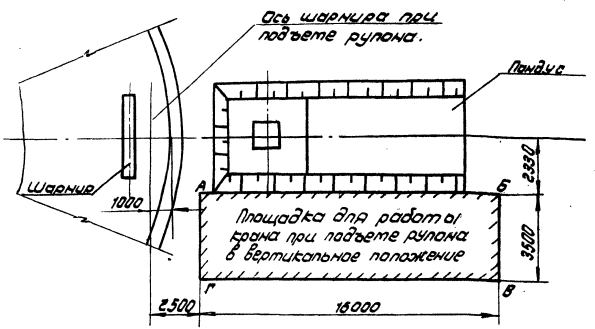 Ось шарнира при
подъеме рулона.
Пандус
Шарнир
1000
А
Б
2330
Площадка для работы
крана при подъеме рулона
в вертикальное положение
3500
Г
В
2500
16000